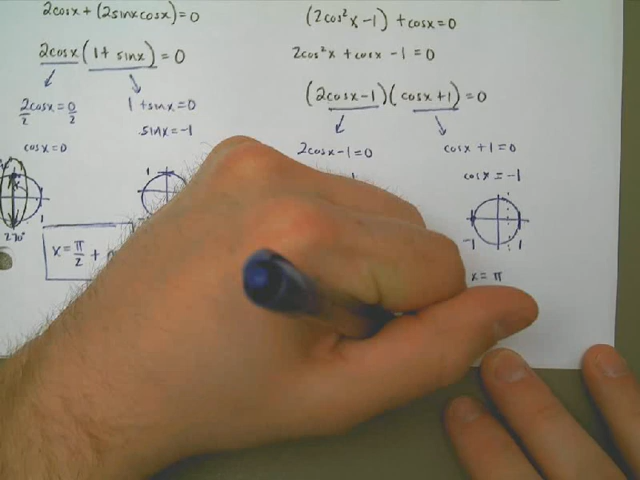 2cosx + (2sinxcosx) = 0
2cosx (1 + sinx) = 0
2cosx = 0
2 2
cosx = 0
1 + sinx = 0
sinx = -1
1
1
270°
x = π/2 +
(2cos²x - 1) + cosx = 0
2cos²x + cosx - 1 = 0
(2cosx - 1)(cosx + 1) = 0
2cosx - 1 = 0
cosx + 1 = 0
cosx = -1
-1 1
x = π